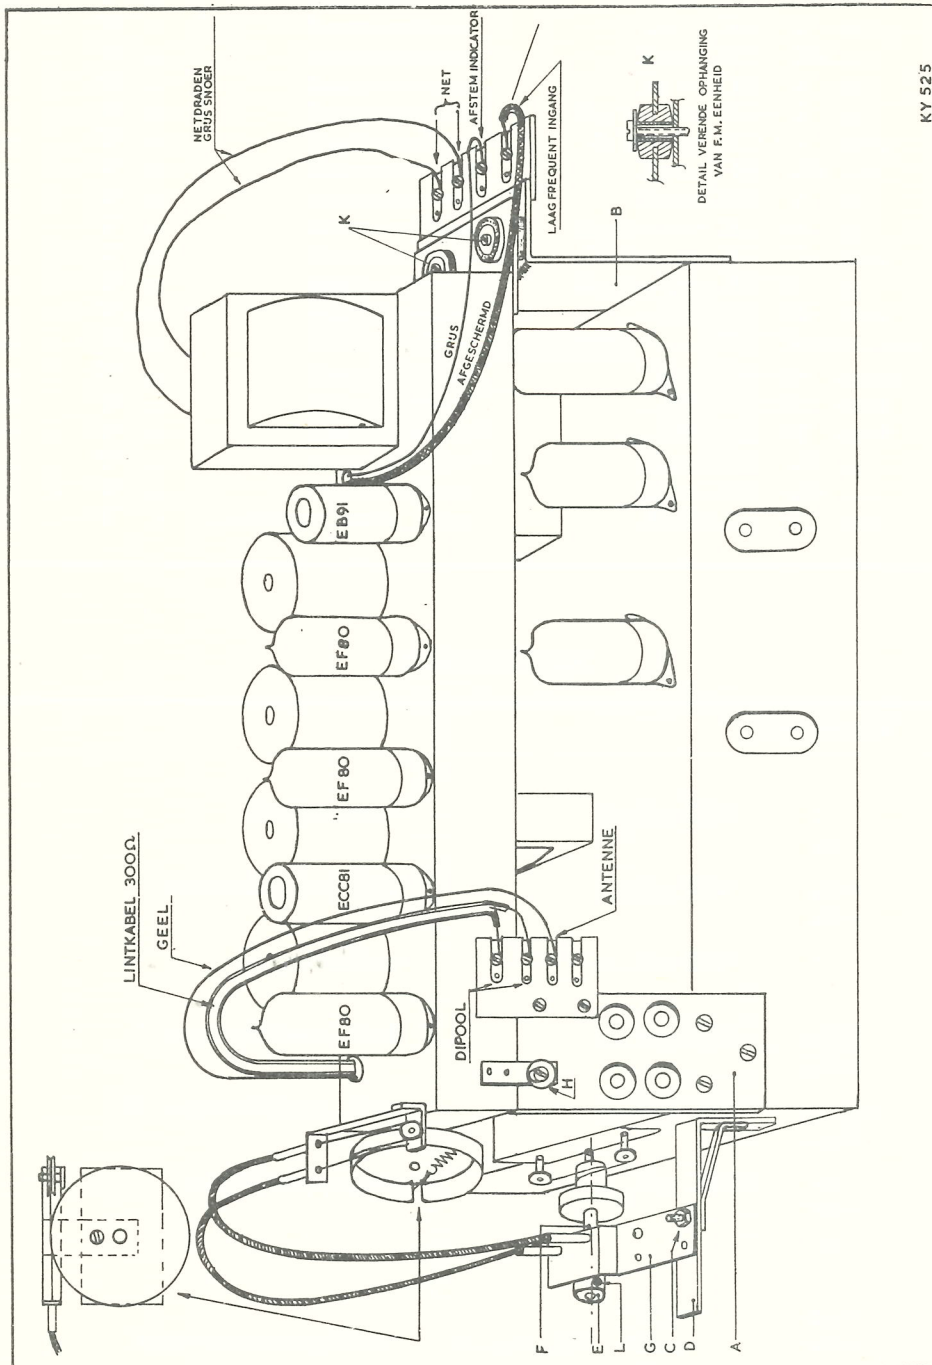 NETDRADEN
GRIJS SNOER
NET
AFSTEM INDICATOR
LAAG FREQUENT INGANG
K
DETAIL VERENDE OPHANGING
VAN F.M. EENHEID
K
KY 525
GRIJS
AFGESCHERMD
B
EB91
EF80
EF80
ECC81
EF80
LINTKABEL 300Ω
GEEL
ANTENNE
DIPOOL
H
F
E
L
G
C
D
A